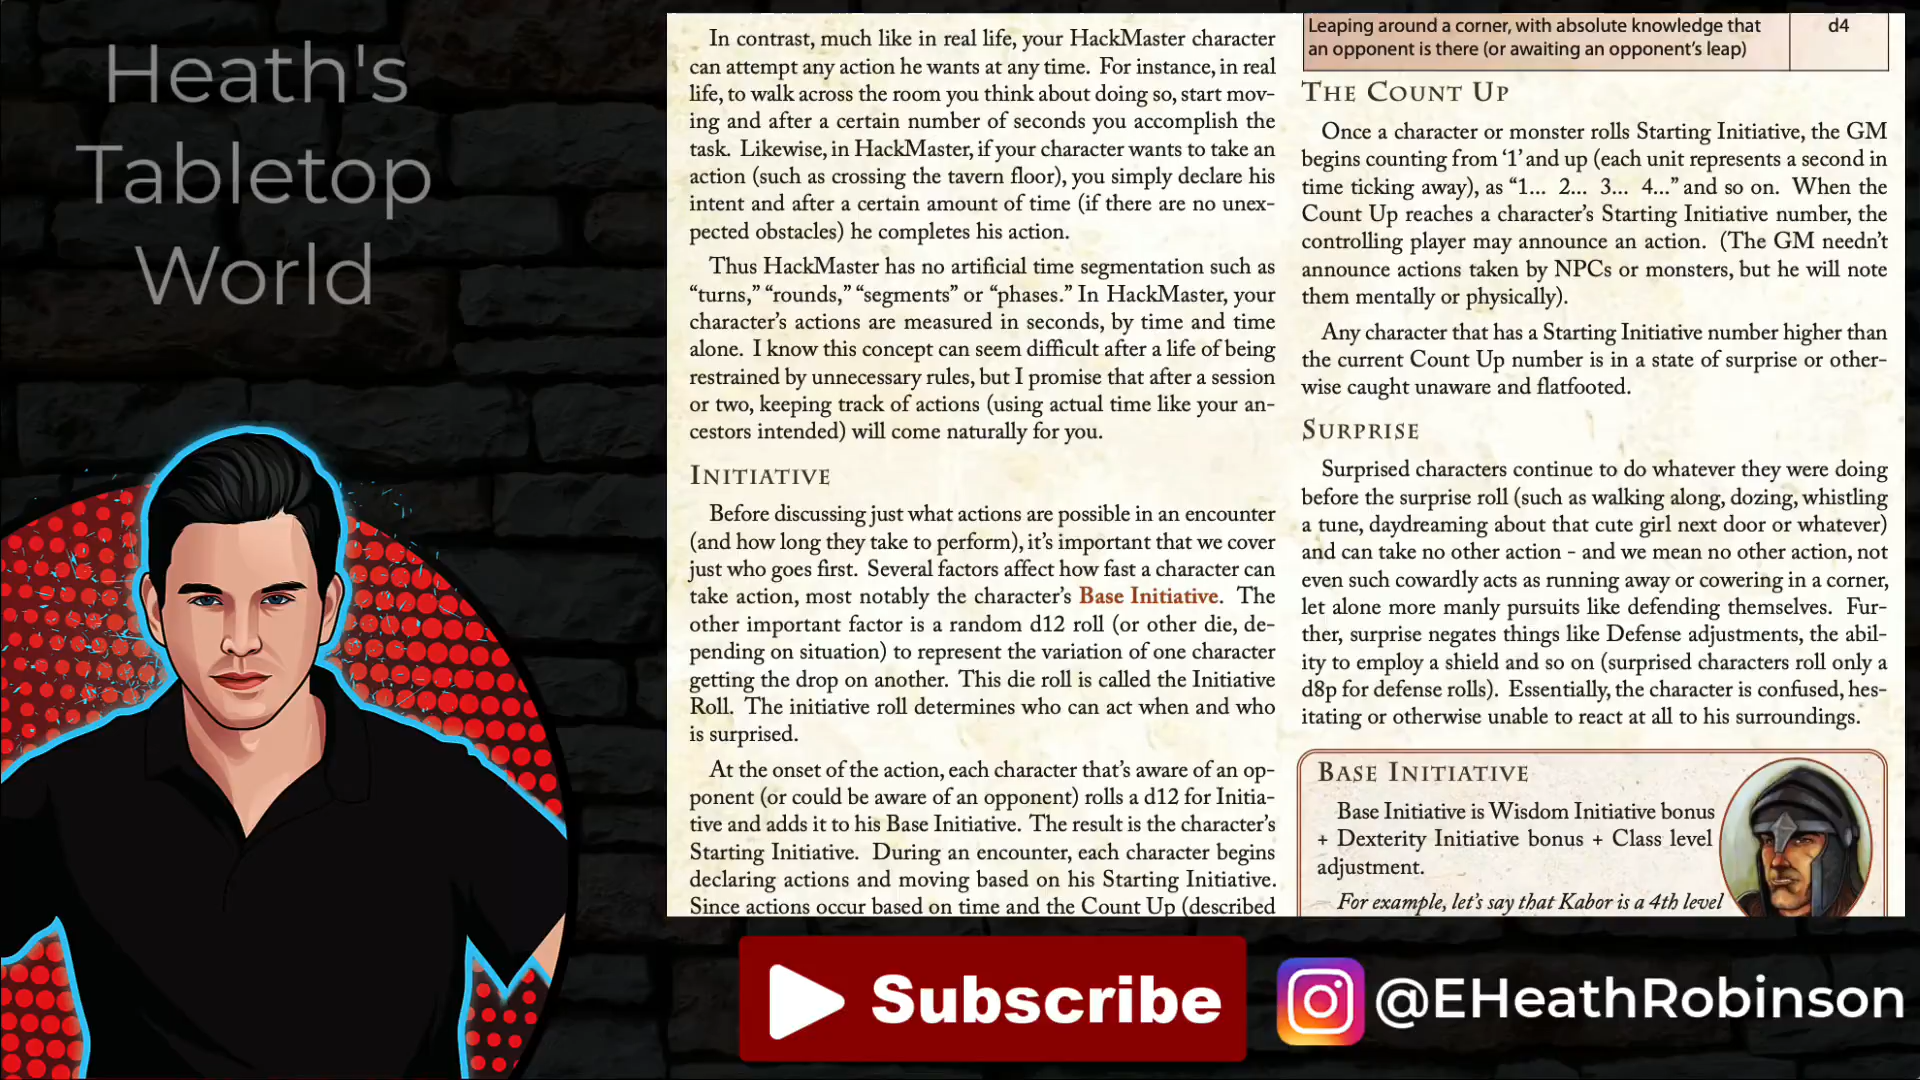 Heath's
Tabletop
World
In contrast, much like in real life, your HackMaster character
can attempt any action he wants at any time. For instance, in real
life, to walk across the room you think about doing so, start mov-
ing and after a certain number of seconds you accomplish the
task. Likewise, in HackMaster, if your character wants to take an
action (such as crossing the tavern floor), you simply declare his
intent and after a certain amount of time (if there are no unex-
pected obstacles) he completes his action.
Thus HackMaster has no artificial time segmentation such as
“turns,” “rounds,” “segments” or “phases.” In HackMaster, your
character's actions are measured in seconds, by time and time
alone. I know this concept can seem difficult after a life of being
restrained by unnecessary rules, but I promise that after a session
or two, keeping track of actions (using actual time like your an-
cestors intended) will come naturally for you.
INITIATIVE
Before discussing just what actions are possible in an encounter
(and how long they take to perform), it's important that we cover
just who goes first. Several factors affect how fast a character can
take action, most notably the character's Base Initiative. The
other important factor is a random d12 roll (or other die, de-
pending on situation) to represent the variation of one character
getting the drop on another. This die roll is called the Initiative
Roll. The initiative roll determines who can act when and who
is surprised.
At the onset of the action, each character that's aware of an op-
ponent (or could be aware of an opponent) rolls a d12 for Initia-
tive and adds it to his Base Initiative. The result is the character's
Starting Initiative. During an encounter, each character begins
declaring actions and moving based on his Starting Initiative.
Since actions occur based on time and the Count Up (described
Leaping around a corner, with absolute knowledge that
an opponent is there (or awaiting an opponent's leap)
d4
THE COUNT UP
Once a character or monster rolls Starting Initiative, the GM
begins counting from ‘1’ and up (each unit represents a second in
time ticking away), as “1... 2... 3... 4...” and so on. When the
Count Up reaches a character's Starting Initiative number, the
controlling player may announce an action. (The GM needn't
announce actions taken by NPCs or monsters, but he will note
them mentally or physically).
Any character that has a Starting Initiative number higher than
the current Count Up number is in a state of surprise or other-
wise caught unaware and flatfooted.
SURPRISE
Surprised characters continue to do whatever they were doing
before the surprise roll (such as walking along, dozing, whistling
a tune, daydreaming about that cute girl next door or whatever)
and can take no other action - and we mean no other action, not
even such cowardly acts as running away or cowering in a corner,
let alone more manly pursuits like defending themselves. Fur-
ther, surprise negates things like Defense adjustments, the abil-
ity to employ a shield and so on (surprised characters roll only a
d8p for defense rolls). Essentially, the character is confused, hes-
itating or otherwise unable to react at all to his surroundings.
BASE INITIATIVE
Base Initiative is Wisdom Initiative bonus
+ Dexterity Initiative bonus + Class level
adjustment.
For example, let's say that Kabor is a 4th level
Subscribe
@EHeathRobinson